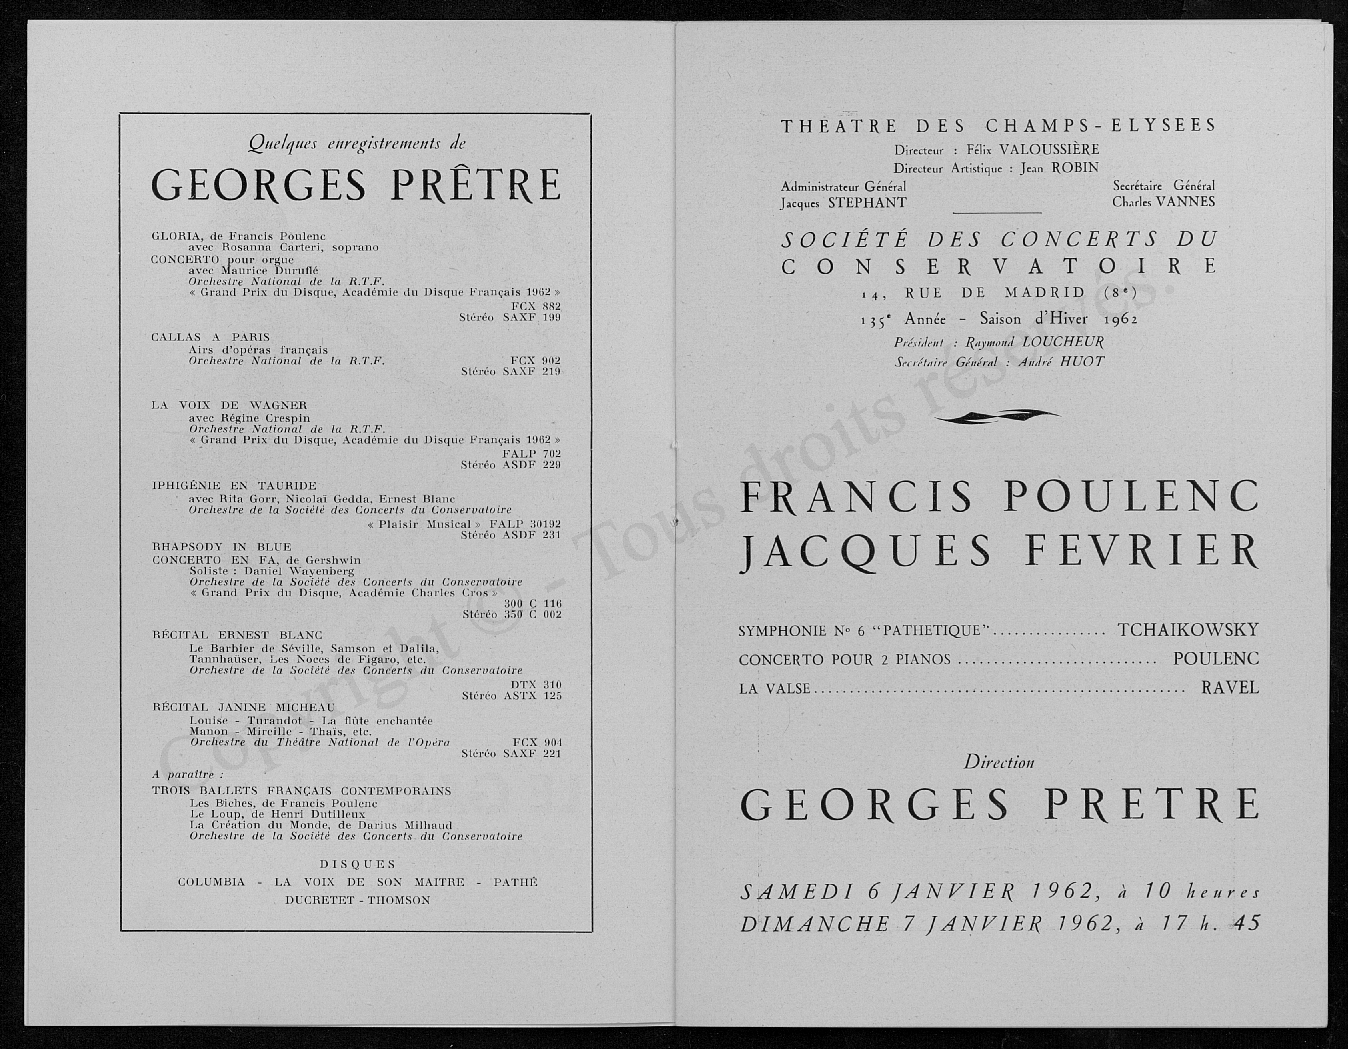 Quelques enregistrements de
GEORGES PRÊTRE
GLORIA, de Francis Poulenc
avec Rosanna Carteri, soprano
CONCERTO pour orgue
avec Maurice Duruflé
Orchestre National de la R.T.F.
« Grand Prix du Disque, Académie du Disque Français 1962 »
FCX 882
Stéréo SAXF 199
CALLAS A PARIS
Airs d'opéras français
Orchestre National de la R.T.F. FCX 902
Stéréo SAXF 219
LA VOIX DE WAGNER
avec Régine Crespin
Orchestre National de la R.T.F.
« Grand Prix du Disque, Académie du Disque Français 1962 »
FALP 702
Stéréo ASDF 229
IPHIGÉNIE EN TAURIDE
avec Rita Gorr, Nicolaï Gedda, Ernest Blanc
Orchestre de la Société des Concerts du Conservatoire
« Plaisir Musical » FALP 30192
Stéréo ASDF 231
RHAPSODY IN BLUE
CONCERTO EN FA, de Gershwin
Soliste : Daniel Wayenberg
Orchestre de la Société des Concerts du Conservatoire
« Grand Prix du Disque, Académie Charles Cros »
300 C 116
Stéréo 350 C 002
RÉCITAL ERNEST BLANC
Le Barbier de Séville, Samson et Dalila,
Tannhauser, Les Noces de Figaro, etc.
Orchestre de la Société des Concerts du Conservatoire
DTX 310
Stéréo ASTX 125
RÉCITAL JANINE MICHEAU
Louise - Turandot - La flûte enchantée
Manon - Mireille - Thaïs, etc.
Orchestre du Théâtre National de l'Opéra FCX 901
Stéréo SAXF 221
A paraître :
TROIS BALLETS FRANÇAIS CONTEMPORAINS
Les Biches, de Francis Poulenc
Le Loup, de Henri Dutilleux
La Création du Monde, de Darius Milhaud
Orchestre de la Société des Concerts du Conservatoire
DISQUES
COLUMBIA - LA VOIX DE SON MAITRE - PATHÉ
DUCRETET - THOMSON
THEATRE DES CHAMPS-ELYSEES
Directeur : Félix VALOUSSIÈRE
Directeur Artistique : Jean ROBIN
Administrateur Général Secrétaire Général
Jacques STEPHANT Charles VANNES
SOCIÉTÉ DES CONCERTS DU
CONSERVATOIRE
14, RUE DE MADRID (8e)
135e Année - Saison d'Hiver 1962
Président : Raymond LOUCHEUR
Secrétaire Général : André HUOT
FRANCIS POULENC
JACQUES FEVRIER
SYMPHONIE No 6 "PATHETIQUE"................ TCHAIKOWSKY
CONCERTO POUR 2 PIANOS ............................ POULENC
LA VALSE.................................................... RAVEL
Direction
GEORGES PRETRE
SAMEDI 6 JANVIER 1962, à 10 heures
DIMANCHE 7 JANVIER 1962, à 17 h. 45
Copyright © - Tous droits réservés.